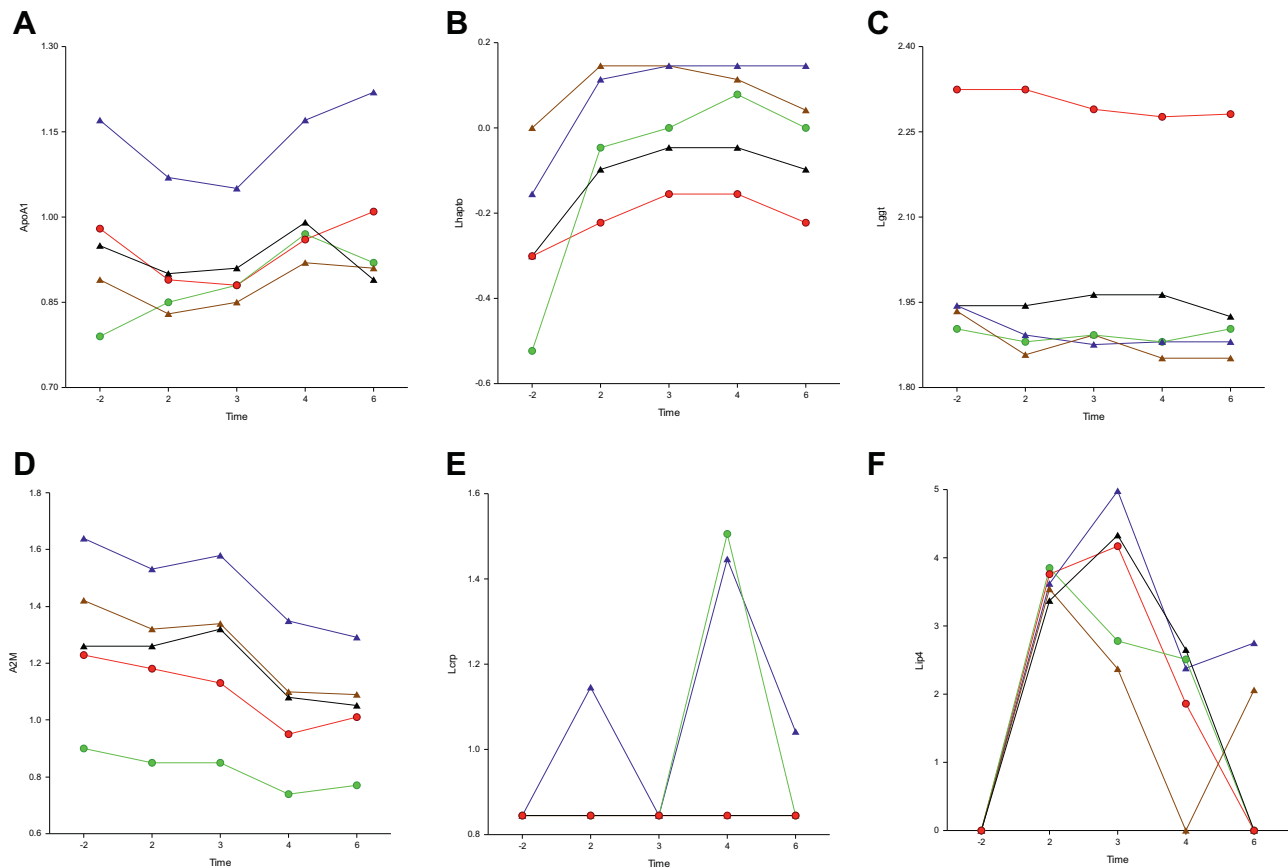 A
1.30
1.15
1.00
0.85
0.70
ApoA1
-2 2 3 4 6
Time
B
0.2
0.0
-0.2
-0.4
-0.6
Lhapto
-2 2 3 4 6
Time
C
2.40
2.25
2.10
1.95
1.80
Lggt
-2 2 3 4 6
Time
D
1.8
1.6
1.4
1.2
1.0
0.8
0.6
A2M
-2 2 3 4 6
Time
E
1.6
1.4
1.2
1.0
0.8
Lcrp
-2 2 3 4 6
Time
F
5
4
3
2
1
0
Lip4
-2 2 3 4 6
Time